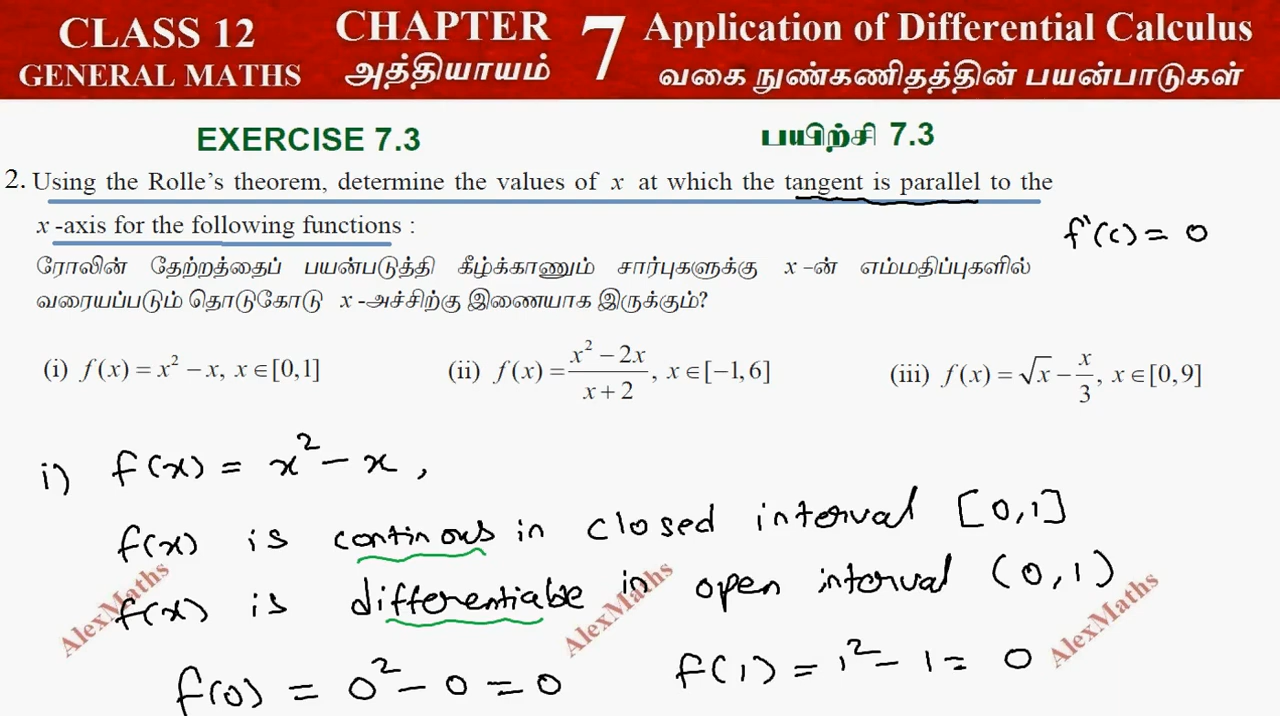 CLASS 12
GENERAL MATHS
CHAPTER 7 Application of Differential Calculus
அத்தியாயம் வகை நுண்கணிதத்தின் பயன்பாடுகள்
EXERCISE 7.3 பயிற்சி 7.3
2. Using the Rolle's theorem, determine the values of x at which the tangent is parallel to the
x -axis for the following functions :
f'(c) = 0
ரோலின் தேற்றத்தைப் பயன்படுத்தி கீழ்க்காணும் சார்புகளுக்கு x -ன் எம்மதிப்புகளில்
வரையப்படும் தொடுகோடு x -அச்சிற்கு இணையாக இருக்கும்?
(i) f(x) = x² − x, x ∈ [0,1] (ii) f(x) = (x² − 2x)/(x + 2), x ∈ [−1,6] (iii) f(x) = √x − x/3, x ∈ [0,9]
i) f(x) = x² − x,
f(x) is continous in closed interval [0,1]
f(x) is differentiable in open interval (0,1)
f(0) = 0² − 0 = 0 f(1) = 1² − 1 = 0
AlexMaths
AlexMaths
AlexMaths